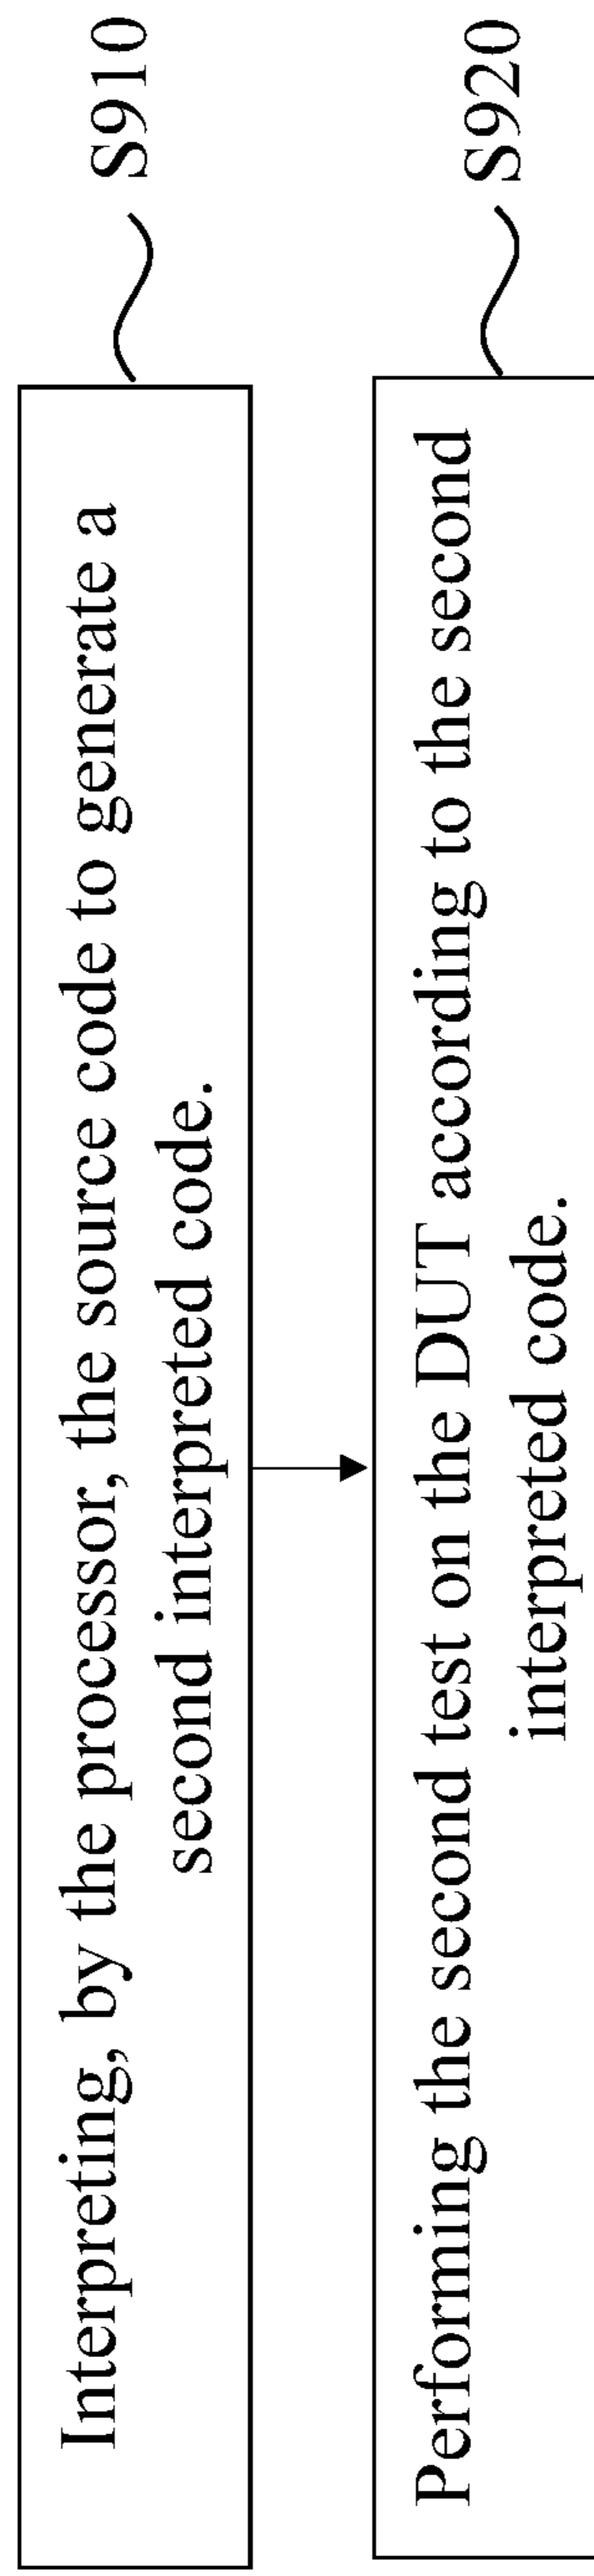 Interpreting, by the processor, the source code to generate a
second interpreted code.
S910
Performing the second test on the DUT according to the second
interpreted code.
S920